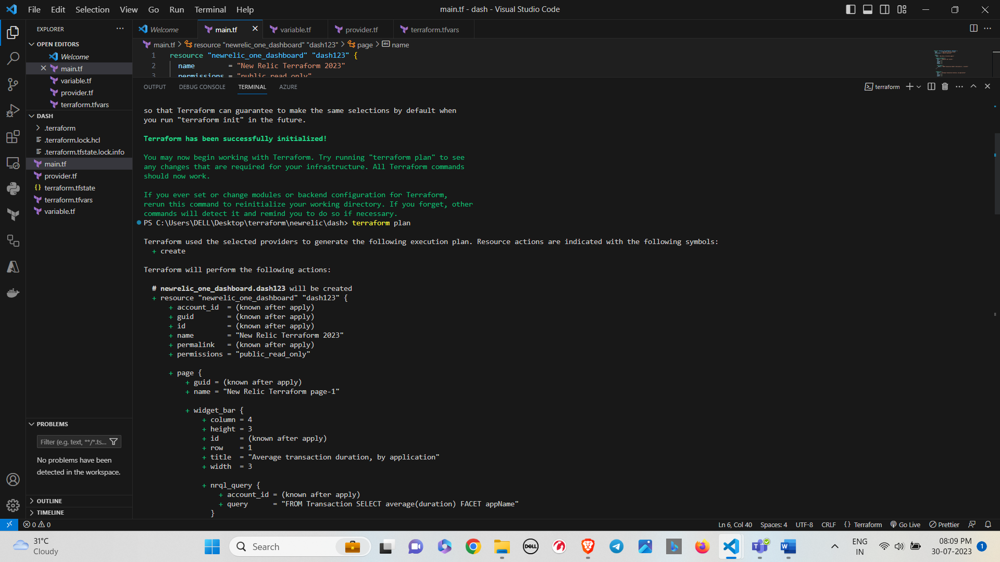 File Edit Selection View Go Run Terminal Help
main.tf - dash - Visual Studio Code
EXPLORER
OPEN EDITORS
Welcome
main.tf
variable.tf
provider.tf
terraform.tfvars
DASH
.terraform
.terraform.lock.hcl
.terraform.tfstate.lock.info
main.tf
provider.tf
terraform.tfstate
terraform.tfvars
variable.tf
PROBLEMS
Filter (e.g. text, **/*.ts...
No problems have been
detected in the workspace.
OUTLINE
TIMELINE
Welcome main.tf variable.tf provider.tf terraform.tfvars
main.tf > resource "newrelic_one_dashboard" "dash123" > page > name
1 resource "newrelic_one_dashboard" "dash123" {
2 name = "New Relic Terraform 2023"
3 permissions = "public_read_only"
OUTPUT DEBUG CONSOLE TERMINAL AZURE
terraform
so that Terraform can guarantee to make the same selections by default when
you run "terraform init" in the future.
Terraform has been successfully initialized!
You may now begin working with Terraform. Try running "terraform plan" to see
any changes that are required for your infrastructure. All Terraform commands
should now work.
If you ever set or change modules or backend configuration for Terraform,
rerun this command to reinitialize your working directory. If you forget, other
commands will detect it and remind you to do so if necessary.
PS C:\Users\DELL\Desktop\terraform\newrelic\dash> terraform plan
Terraform used the selected providers to generate the following execution plan. Resource actions are indicated with the following symbols:
+ create
Terraform will perform the following actions:
# newrelic_one_dashboard.dash123 will be created
+ resource "newrelic_one_dashboard" "dash123" {
+ account_id = (known after apply)
+ guid = (known after apply)
+ id = (known after apply)
+ name = "New Relic Terraform 2023"
+ permalink = (known after apply)
+ permissions = "public_read_only"
+ page {
+ guid = (known after apply)
+ name = "New Relic Terraform page-1"
+ widget_bar {
+ column = 4
+ height = 3
+ id = (known after apply)
+ row = 1
+ title = "Average transaction duration, by application"
+ width = 3
+ nrql_query {
+ account_id = (known after apply)
+ query = "FROM Transaction SELECT average(duration) FACET appName"
}
0 0
Ln 6, Col 40 Spaces: 4 UTF-8 CRLF {} Terraform Go Live Prettier
31°C
Cloudy
Search
DELL
ENG
IN
08:09 PM
30-07-2023
1